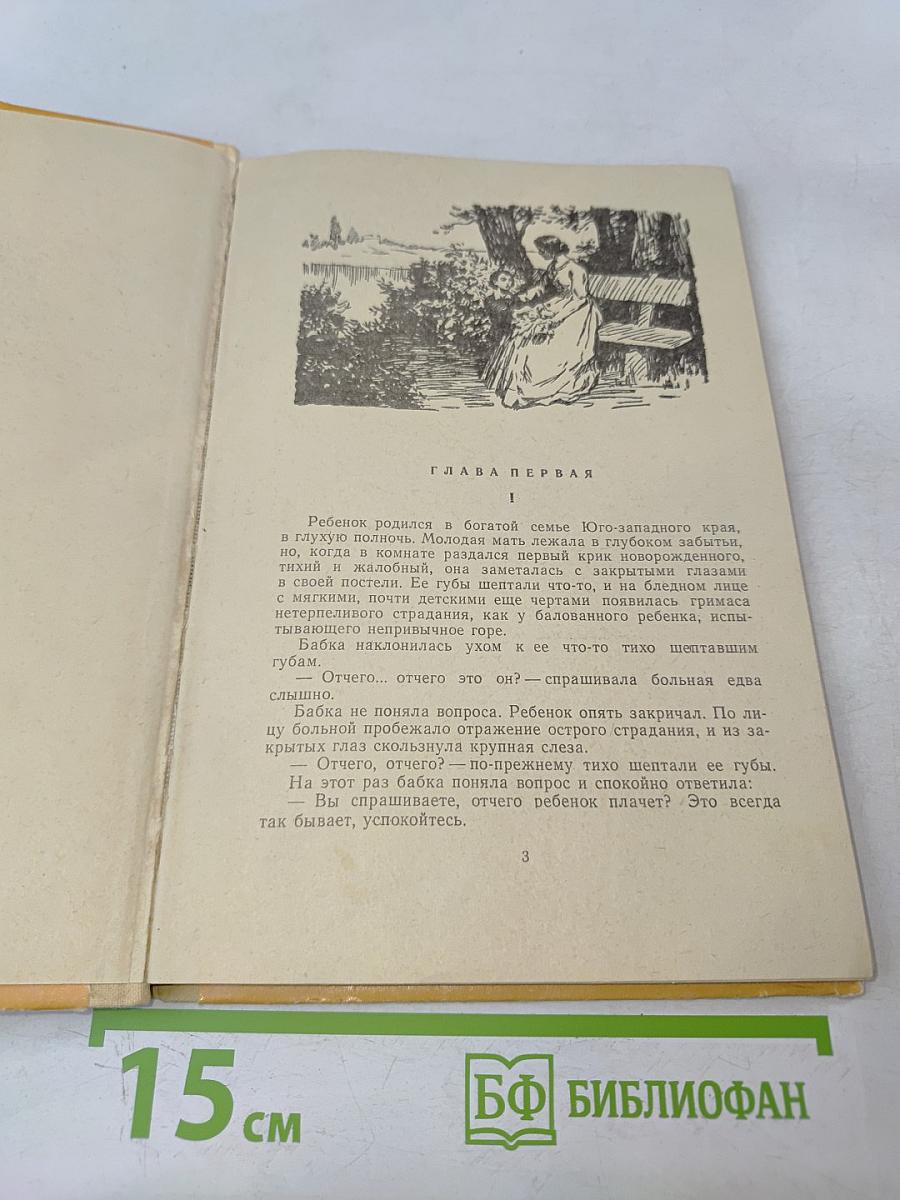 ГЛАВА ПЕРВАЯ
I
Ребенок родился в богатой семье Юго-западного края,
в глухую полночь. Молодая мать лежала в глубоком забытьи,
но, когда в комнате раздался первый крик новорожденного,
тихий и жалобный, она заметалась с закрытыми глазами
в своей постели. Ее губы шептали что-то, и на бледном лице
с мягкими, почти детскими еще чертами появилась гримаса
нетерпеливого страдания, как у балованного ребенка, испы-
тывающего непривычное горе.
Бабка наклонилась ухом к ее что-то тихо шептавшим
губам.
— Отчего... отчего это он? — спрашивала больная едва
слышно.
Бабка не поняла вопроса. Ребенок опять закричал. По ли-
цу больной пробежало отражение острого страдания, и из за-
крытых глаз скользнула крупная слеза.
— Отчего, отчего? — по-прежнему тихо шептали ее губы.
На этот раз бабка поняла вопрос и спокойно ответила:
— Вы спрашиваете, отчего ребенок плачет? Это всегда
так бывает, успокойтесь.
3
15 см
БФ БИБЛИОФАН